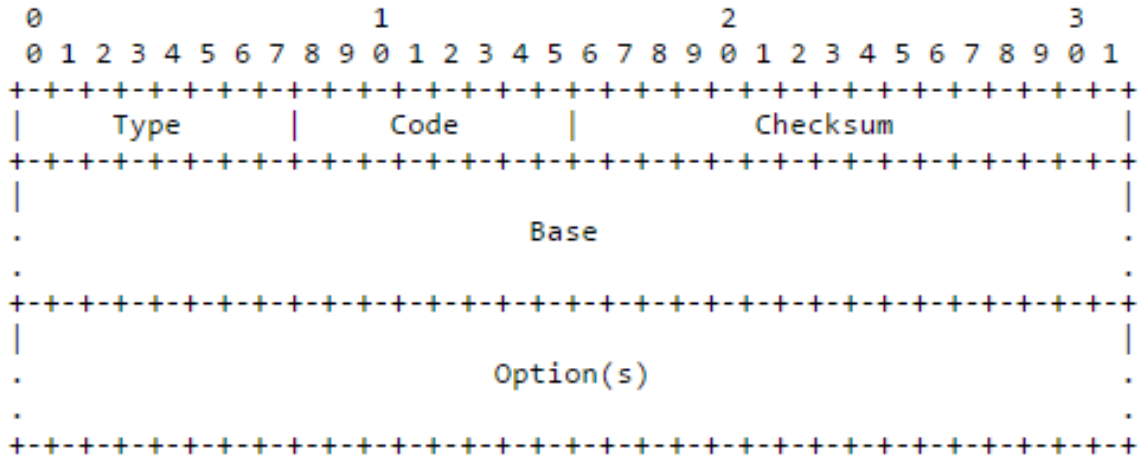 0                   1                   2                   3
 0 1 2 3 4 5 6 7 8 9 0 1 2 3 4 5 6 7 8 9 0 1 2 3 4 5 6 7 8 9 0 1
+-+-+-+-+-+-+-+-+-+-+-+-+-+-+-+-+-+-+-+-+-+-+-+-+-+-+-+-+-+-+-+-+
|     Type      |     Code      |          Checksum             |
+-+-+-+-+-+-+-+-+-+-+-+-+-+-+-+-+-+-+-+-+-+-+-+-+-+-+-+-+-+-+-+-+
|                                                               |
.                             Base                              .
.                                                               .
+-+-+-+-+-+-+-+-+-+-+-+-+-+-+-+-+-+-+-+-+-+-+-+-+-+-+-+-+-+-+-+-+
|                                                               |
.                           Option(s)                           .
.                                                               .
+-+-+-+-+-+-+-+-+-+-+-+-+-+-+-+-+-+-+-+-+-+-+-+-+-+-+-+-+-+-+-+-+